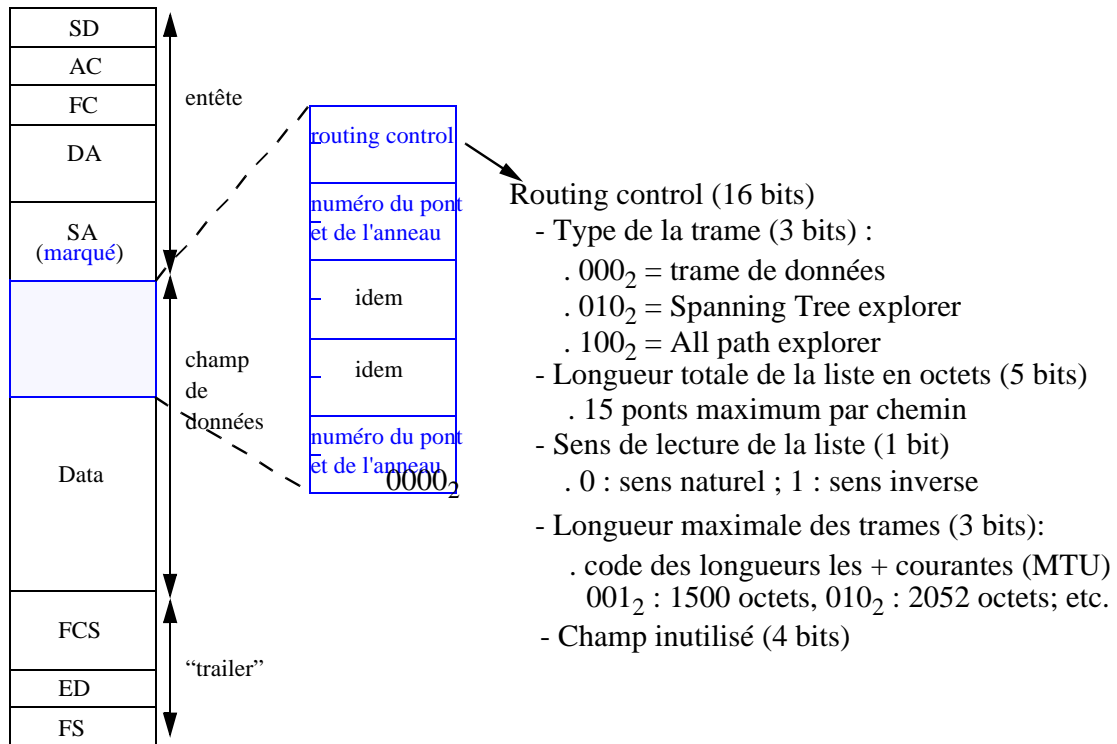 SD
AC
FC
DA
SA
(marqué)
Data
FCS
ED
FS
entête
champ
de
données
“trailer”
routing control
numéro du pont
et de l'anneau
idem
idem
numéro du pont
et de l'anneau
0000₂
Routing control (16 bits)
- Type de la trame (3 bits) :
. 000₂ = trame de données
. 010₂ = Spanning Tree explorer
. 100₂ = All path explorer
- Longueur totale de la liste en octets (5 bits)
. 15 ponts maximum par chemin
- Sens de lecture de la liste (1 bit)
. 0 : sens naturel ; 1 : sens inverse
- Longueur maximale des trames (3 bits):
. code des longueurs les + courantes (MTU)
001₂ : 1500 octets, 010₂ : 2052 octets; etc.
- Champ inutilisé (4 bits)